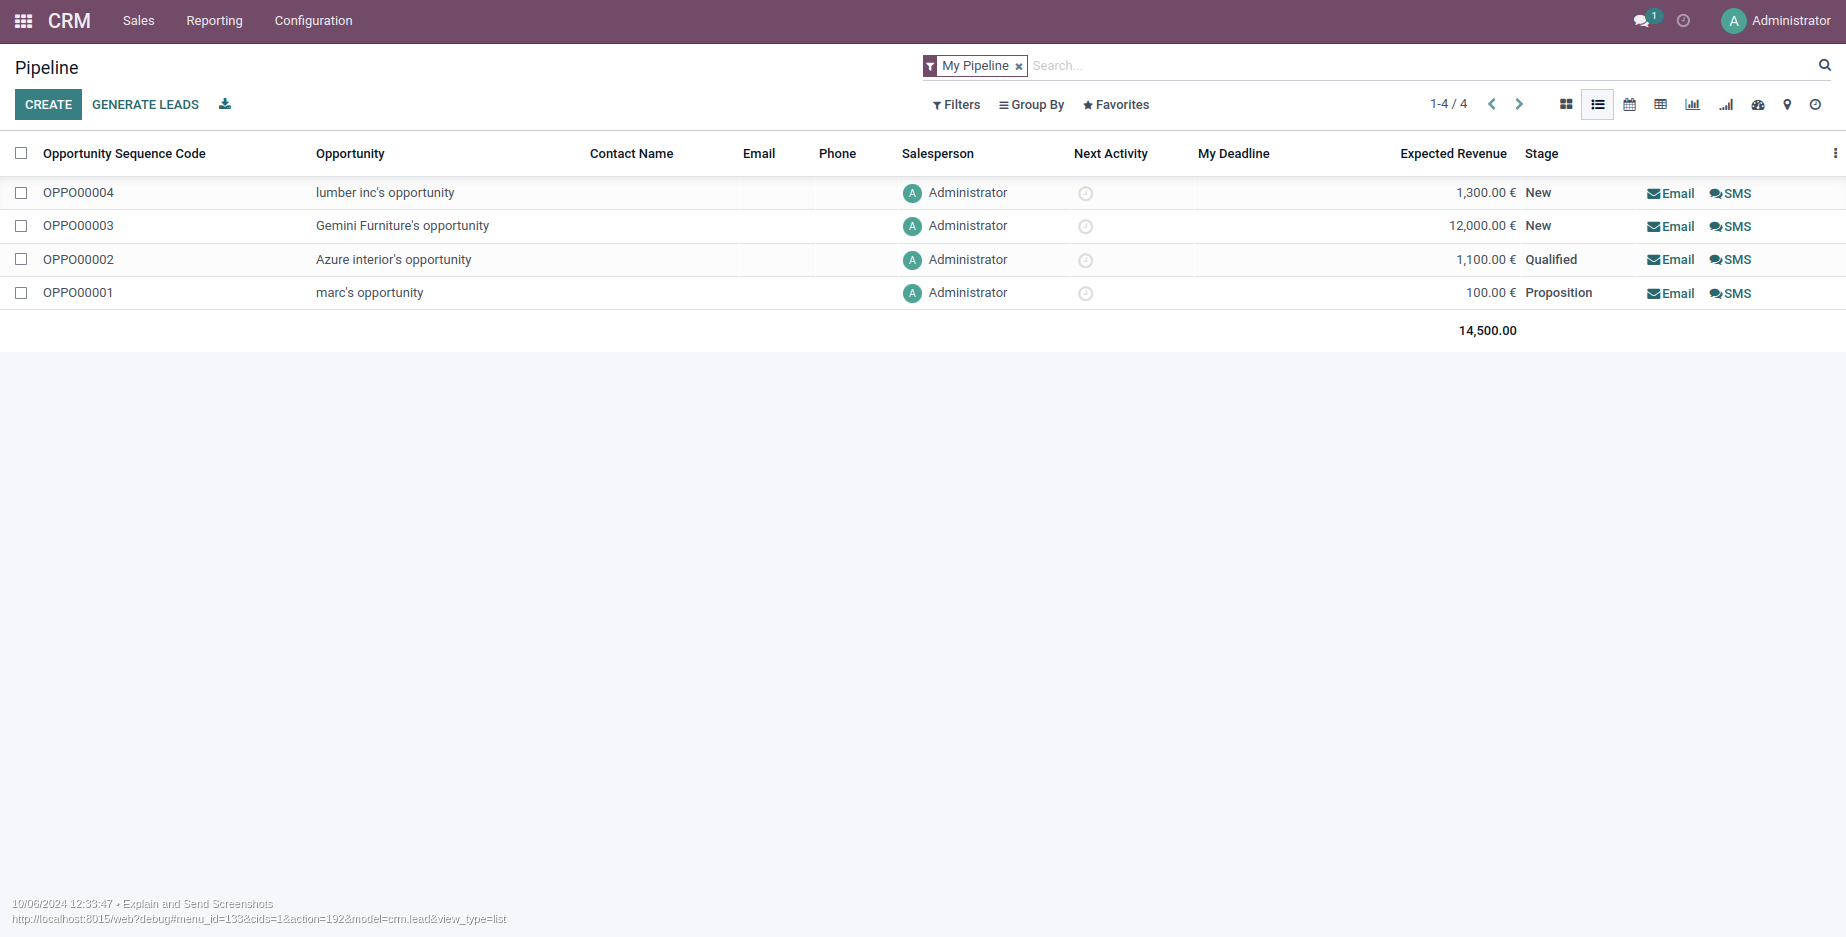 CRM Sales Reporting Configuration 1 A Administrator
Pipeline My Pipeline Search...
CREATE GENERATE LEADS Filters Group By Favorites 1-4 / 4
Opportunity Sequence Code Opportunity Contact Name Email Phone Salesperson Next Activity My Deadline Expected Revenue Stage
OPPO00004 lumber inc's opportunity A Administrator 1,300.00 € New Email SMS
OPPO00003 Gemini Furniture's opportunity A Administrator 12,000.00 € New Email SMS
OPPO00002 Azure interior's opportunity A Administrator 1,100.00 € Qualified Email SMS
OPPO00001 marc's opportunity A Administrator 100.00 € Proposition Email SMS
14,500.00
10/06/2024 12:33:47 • Explain and Send Screenshots
http://localhost:8015/web?debug#menu_id=133&cids=1&action=192&model=crm.lead&view_type=list